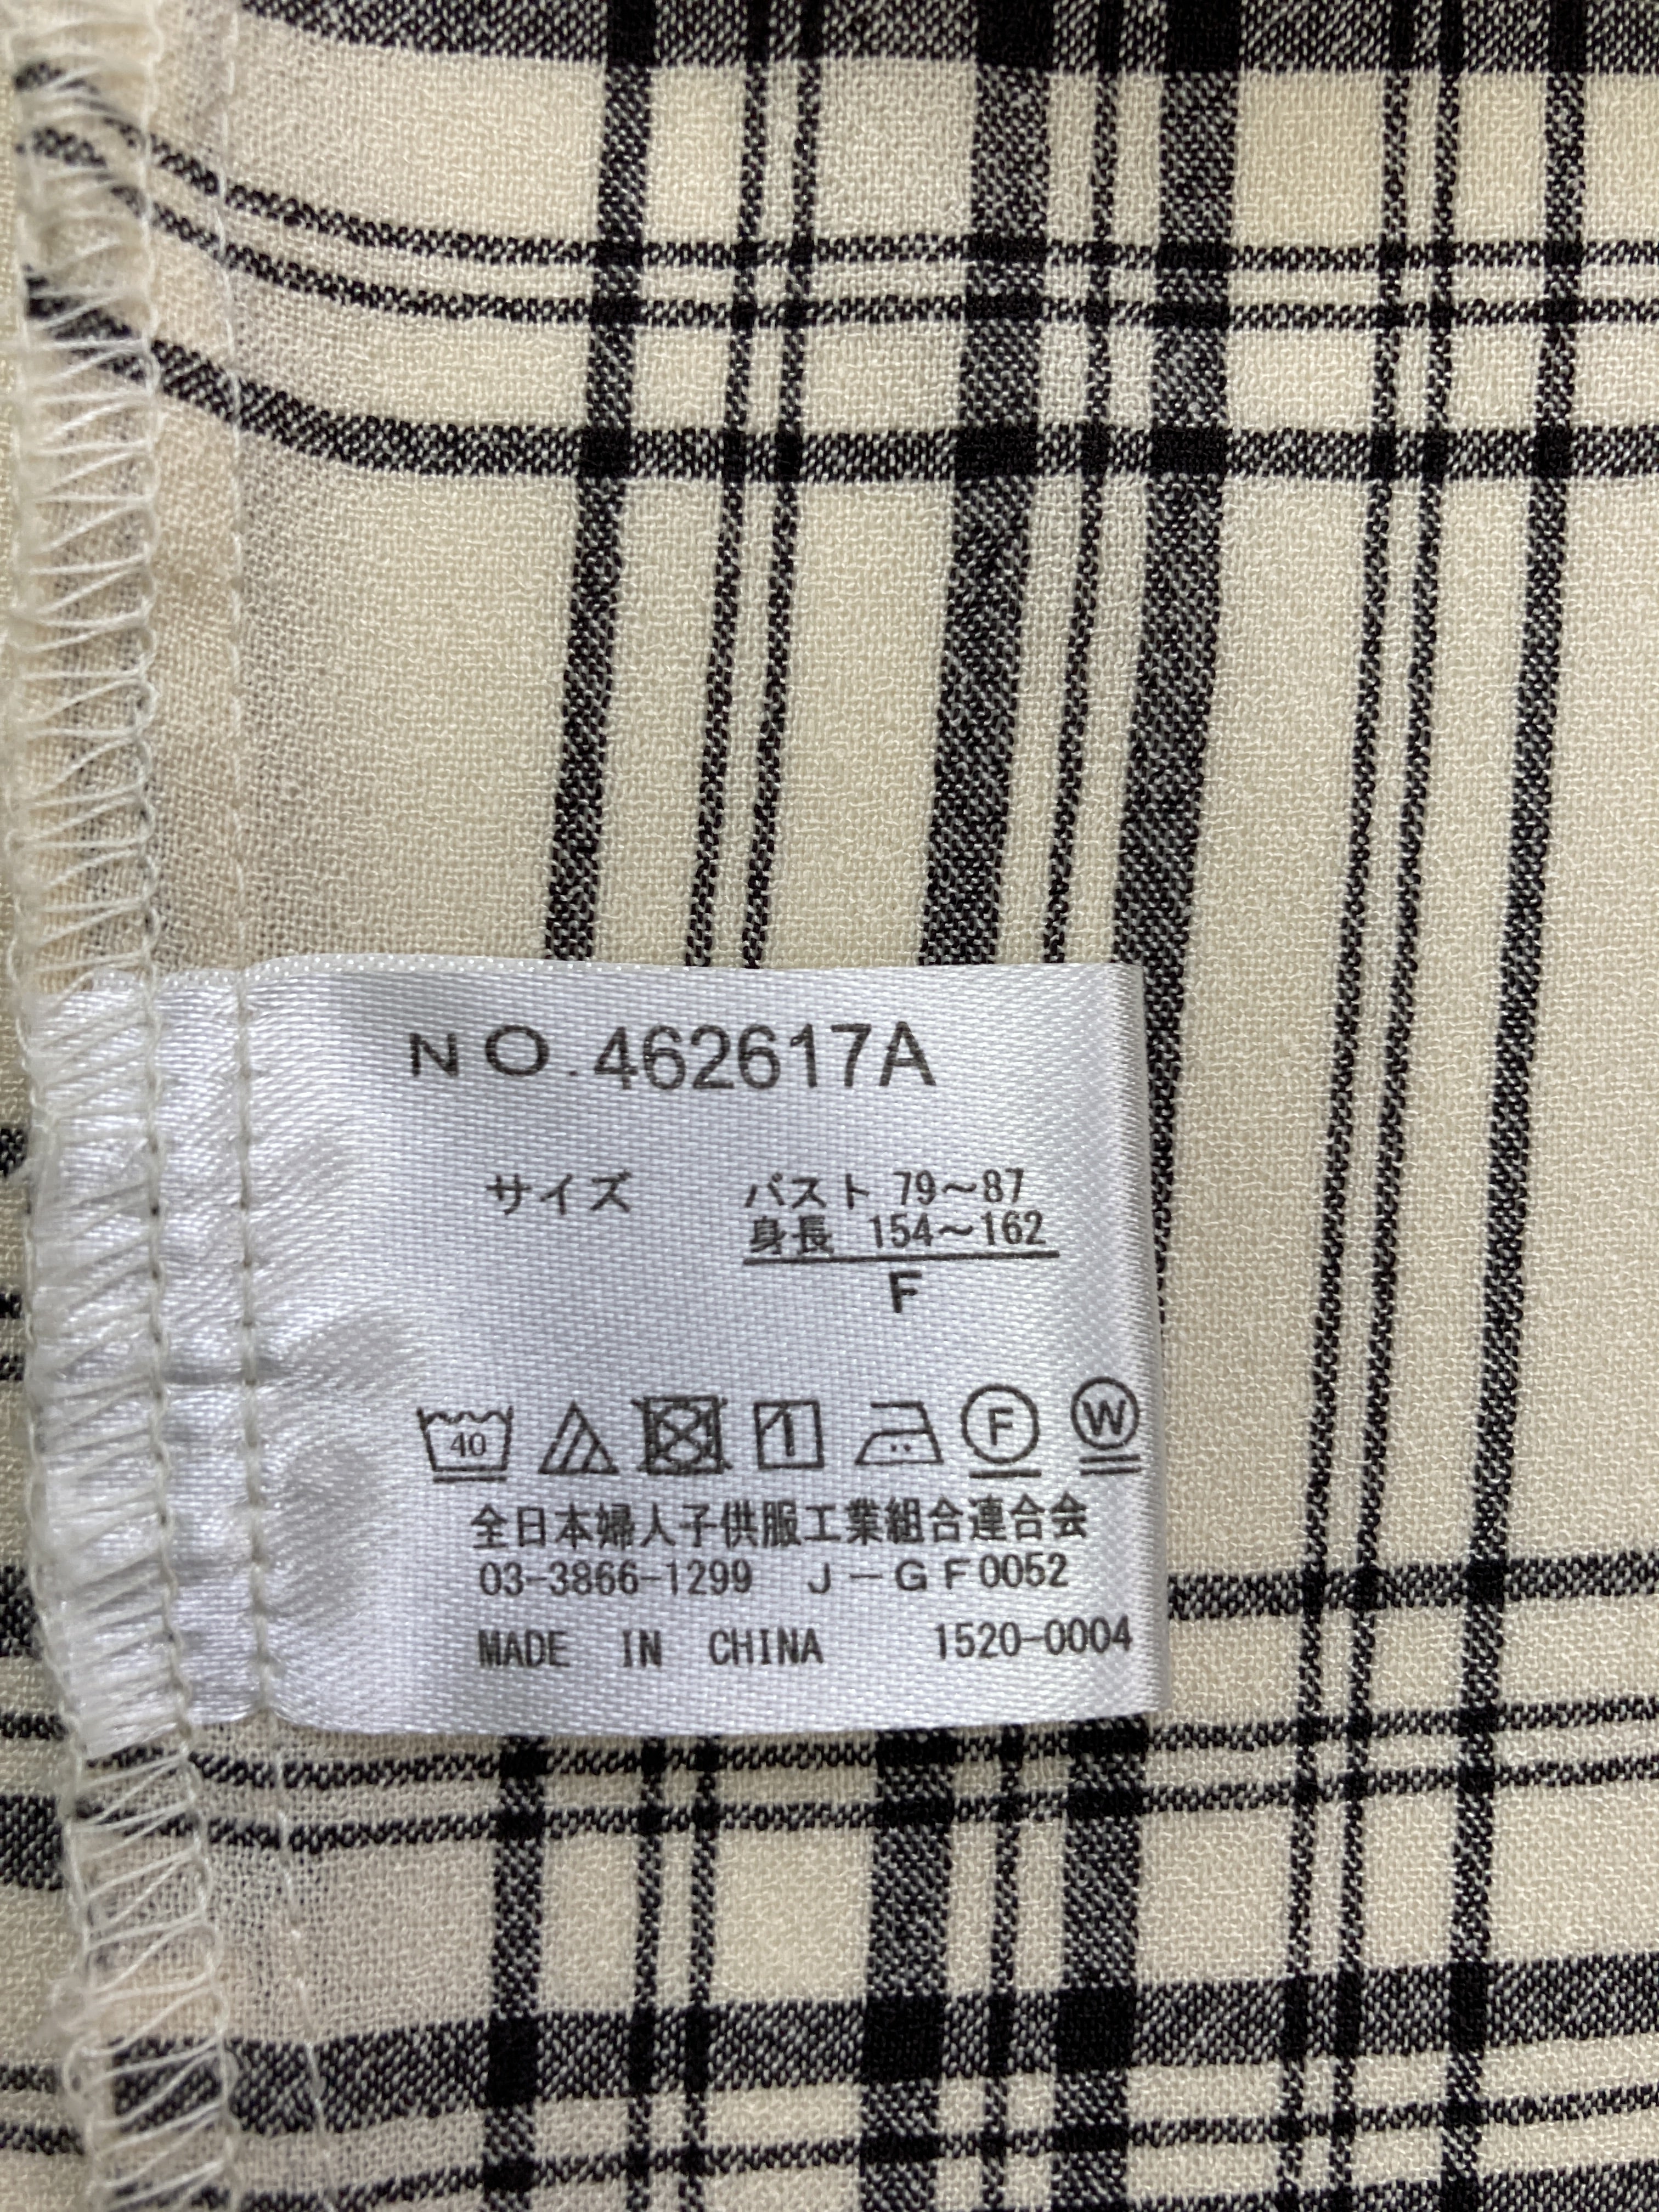 NO.462617A
サイズ バスト 79～87
身長 154～162
F
40 F W
全日本婦人子供服工業組合連合会
03-3866-1299 J－GF0052
MADE IN CHINA 1520-0004